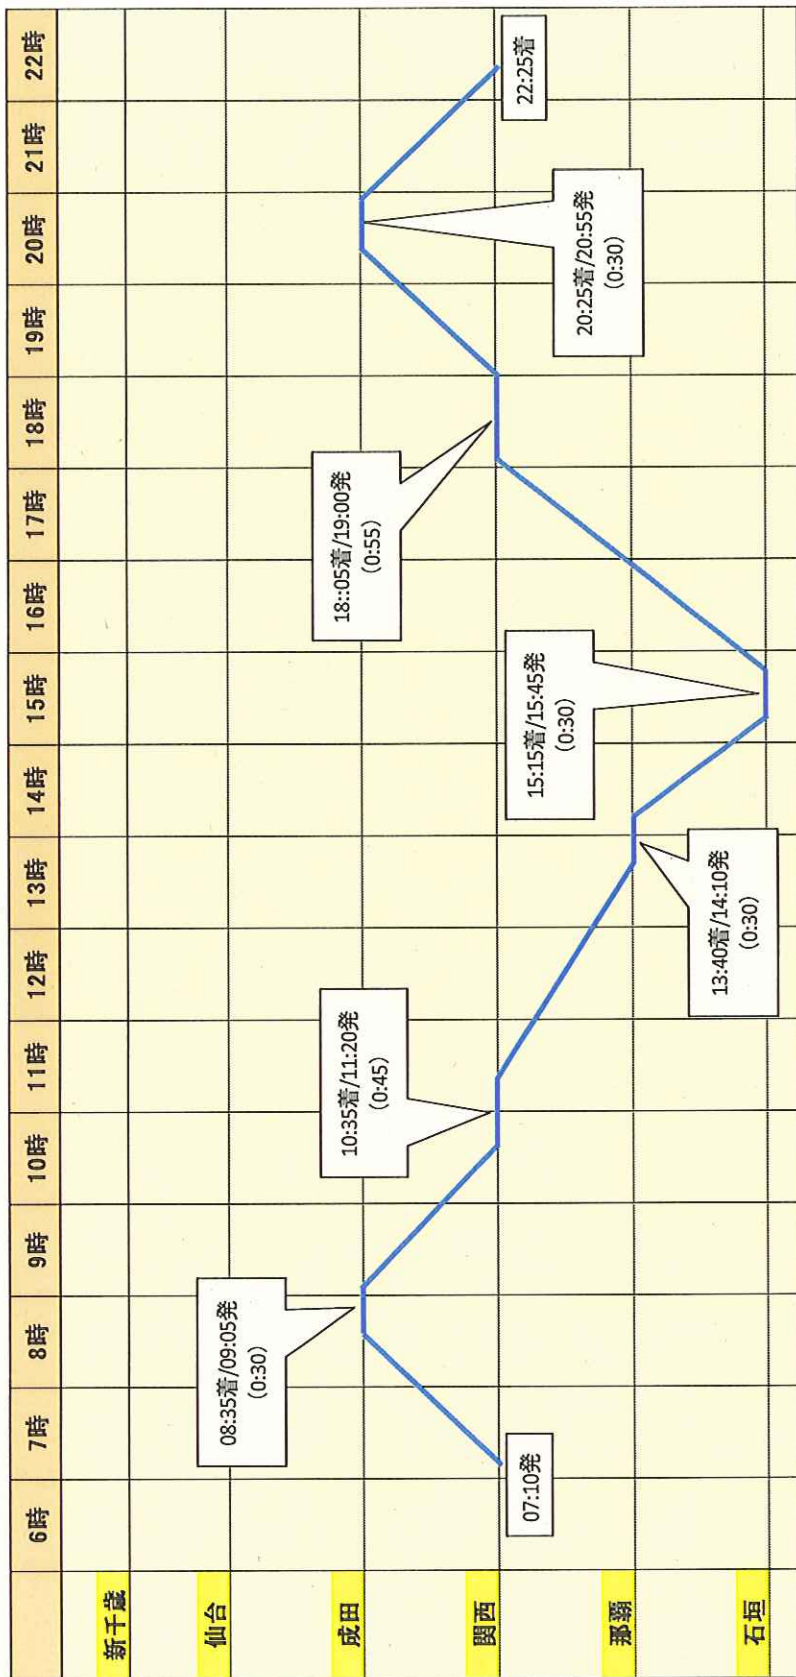 6時 7時 8時 9時 10時 11時 12時 13時 14時 15時 16時 17時 18時 19時 20時 21時 22時
新千歳
仙台
成田
関西
那覇
石垣
07:10発
08:35着/09:05発
(0:30)
10:35着/11:20発
(0:45)
13:40着/14:10発
(0:30)
15:15着/15:45発
(0:30)
18::05着/19:00発
(0:55)
20:25着/20:55発
(0:30)
22:25着